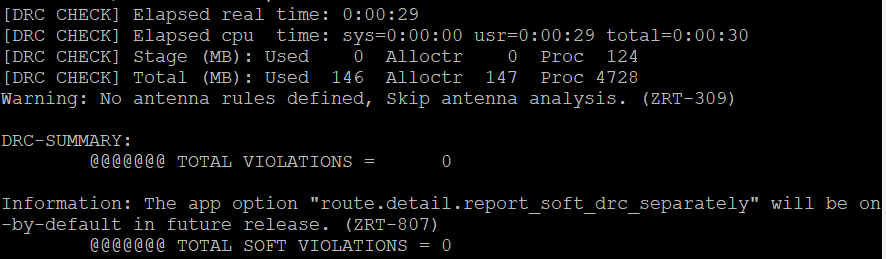 [DRC CHECK] Elapsed real time: 0:00:29
[DRC CHECK] Elapsed cpu  time: sys=0:00:00 usr=0:00:29 total=0:00:30
[DRC CHECK] Stage (MB): Used    0  Alloctr    0  Proc  124
[DRC CHECK] Total (MB): Used  146  Alloctr  147  Proc 4728
Warning: No antenna rules defined, Skip antenna analysis. (ZRT-309)

DRC-SUMMARY:
        @@@@@@@ TOTAL VIOLATIONS =      0

Information: The app option "route.detail.report_soft_drc_separately" will be on
-by-default in future release. (ZRT-807)
        @@@@@@@ TOTAL SOFT VIOLATIONS = 0